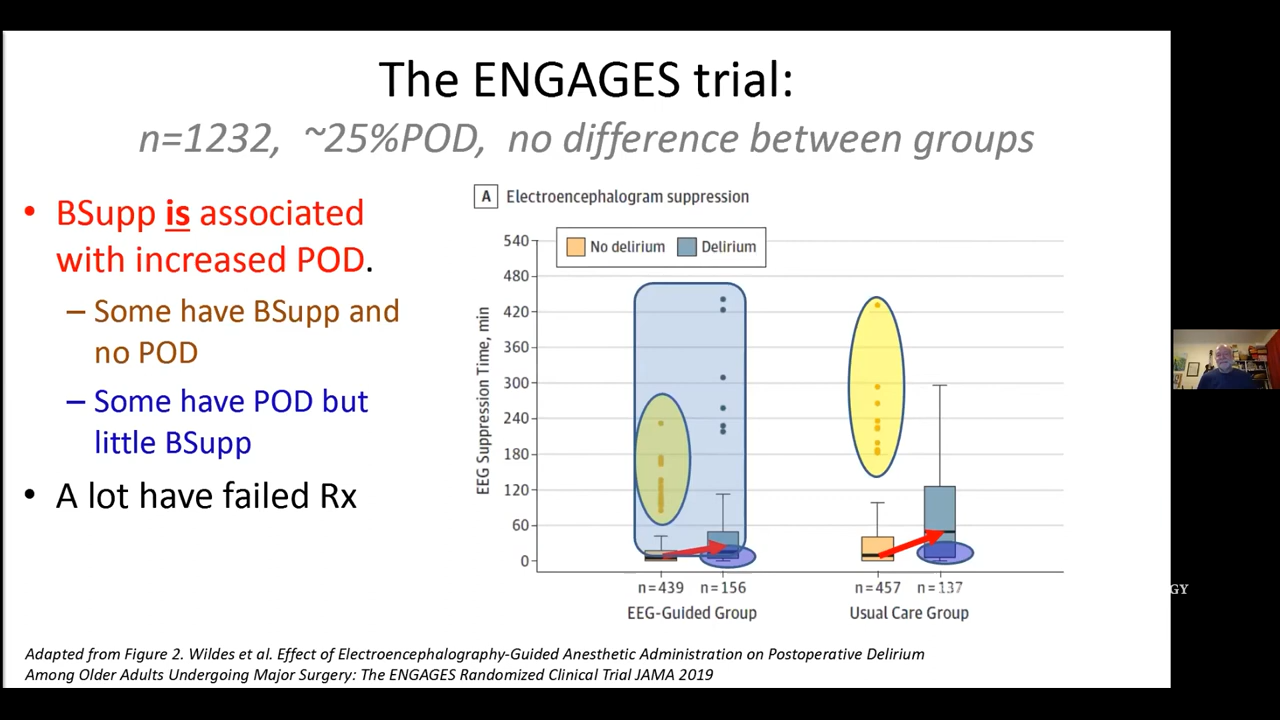 The ENGAGES trial:
n=1232, ~25%POD, no difference between groups
• BSupp is associated
with increased POD.
– Some have BSupp and
no POD
– Some have POD but
little BSupp
• A lot have failed Rx
A Electroencephalogram suppression
No delirium Delirium
EEG Suppression Time, min
540
480
420
360
300
240
180
120
60
0
n=439 n=156 n=457 n=137
EEG-Guided Group Usual Care Group
GY
Adapted from Figure 2. Wildes et al. Effect of Electroencephalography-Guided Anesthetic Administration on Postoperative Delirium
Among Older Adults Undergoing Major Surgery: The ENGAGES Randomized Clinical Trial JAMA 2019